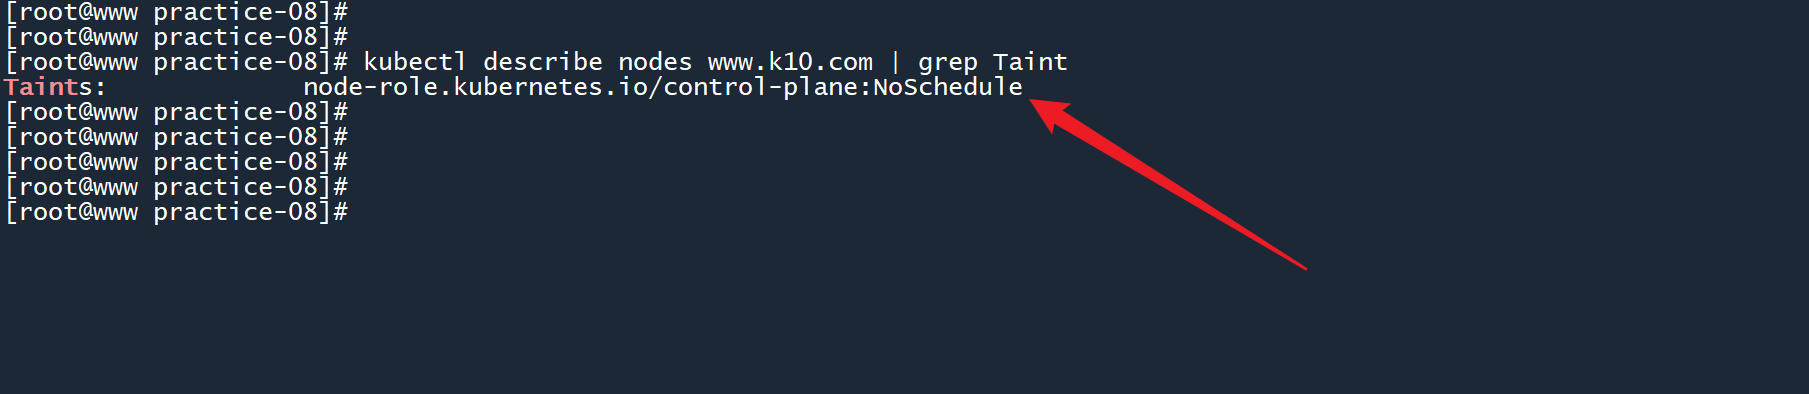 [root@www practice-08]#
[root@www practice-08]#
[root@www practice-08]# kubectl describe nodes www.k10.com | grep Taint
Taints:             node-role.kubernetes.io/control-plane:NoSchedule
[root@www practice-08]#
[root@www practice-08]#
[root@www practice-08]#
[root@www practice-08]#
[root@www practice-08]#